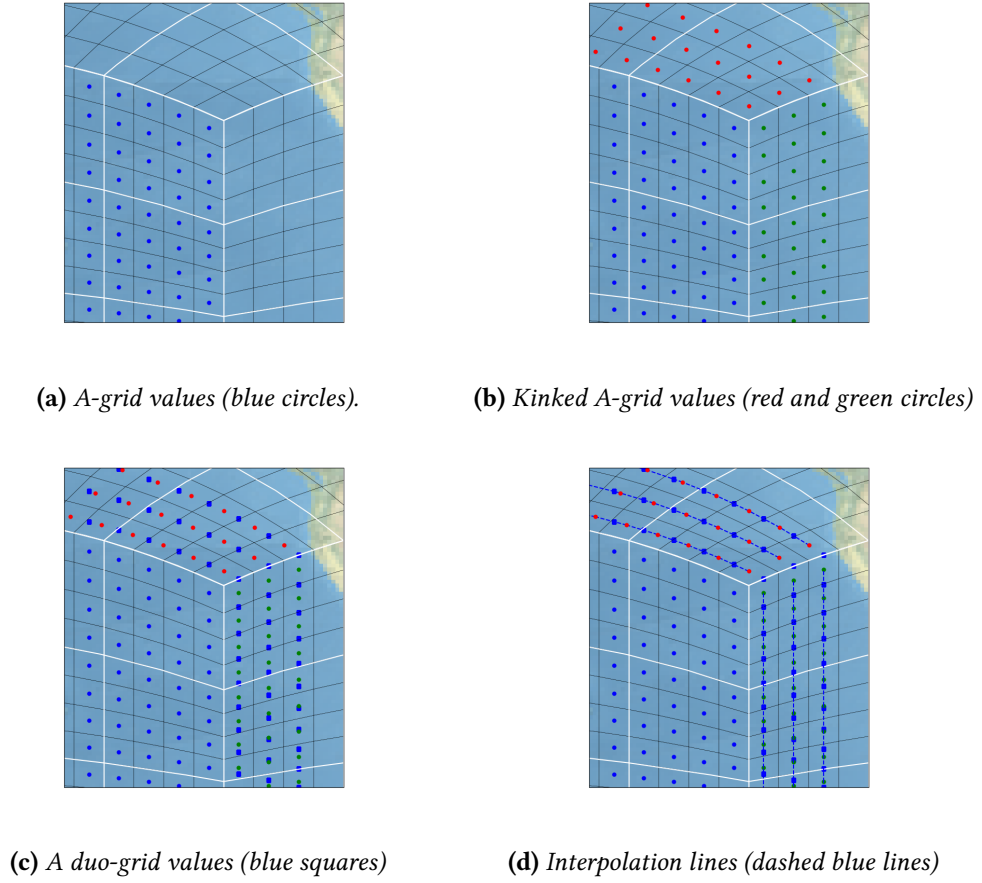 (a) A-grid values (blue circles).
(b) Kinked A-grid values (red and green circles)
(c) A duo-grid values (blue squares)
(d) Interpolation lines (dashed blue lines)